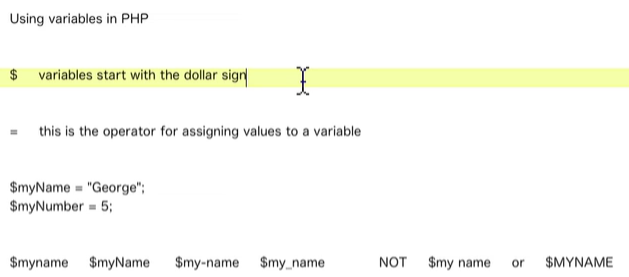 Using variables in PHP
$ variables start with the dollar sign
= this is the operator for assigning values to a variable
$myName = "George";
$myNumber = 5;
$myname $myName $my-name $my_name NOT $my name or $MYNAME